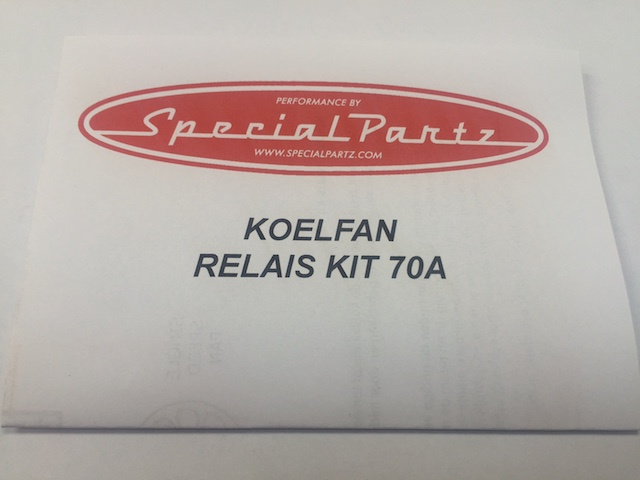 PERFORMANCE BY
SpecialPartz
WWW.SPECIALPARTZ.COM
KOELFAN
RELAIS KIT 70A